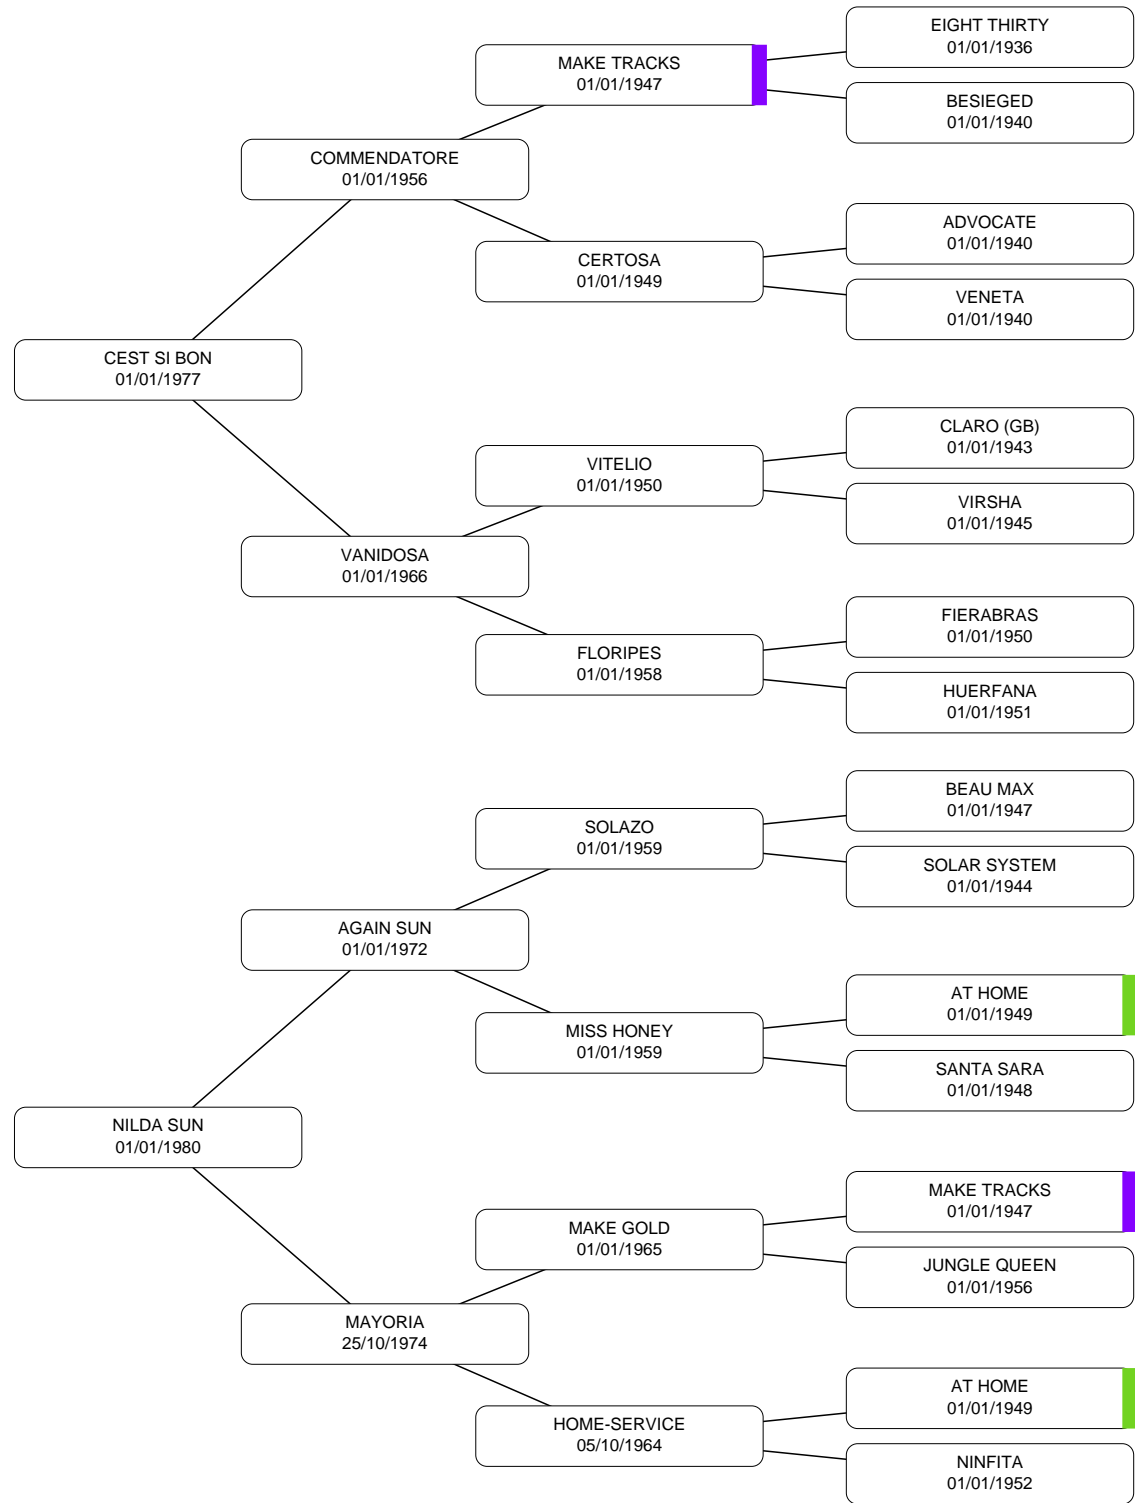 EIGHT THIRTY
01/01/1936
MAKE TRACKS
01/01/1947
BESIEGED
01/01/1940
COMMENDATORE
01/01/1956
ADVOCATE
01/01/1940
CERTOSA
01/01/1949
VENETA
01/01/1940
CEST SI BON
01/01/1977
CLARO (GB)
01/01/1943
VITELIO
01/01/1950
VIRSHA
01/01/1945
VANIDOSA
01/01/1966
FIERABRAS
01/01/1950
FLORIPES
01/01/1958
HUERFANA
01/01/1951
BEAU MAX
01/01/1947
SOLAZO
01/01/1959
SOLAR SYSTEM
01/01/1944
AGAIN SUN
01/01/1972
AT HOME
01/01/1949
MISS HONEY
01/01/1959
SANTA SARA
01/01/1948
NILDA SUN
01/01/1980
MAKE TRACKS
01/01/1947
MAKE GOLD
01/01/1965
JUNGLE QUEEN
01/01/1956
MAYORIA
25/10/1974
AT HOME
01/01/1949
HOME-SERVICE
05/10/1964
NINFITA
01/01/1952